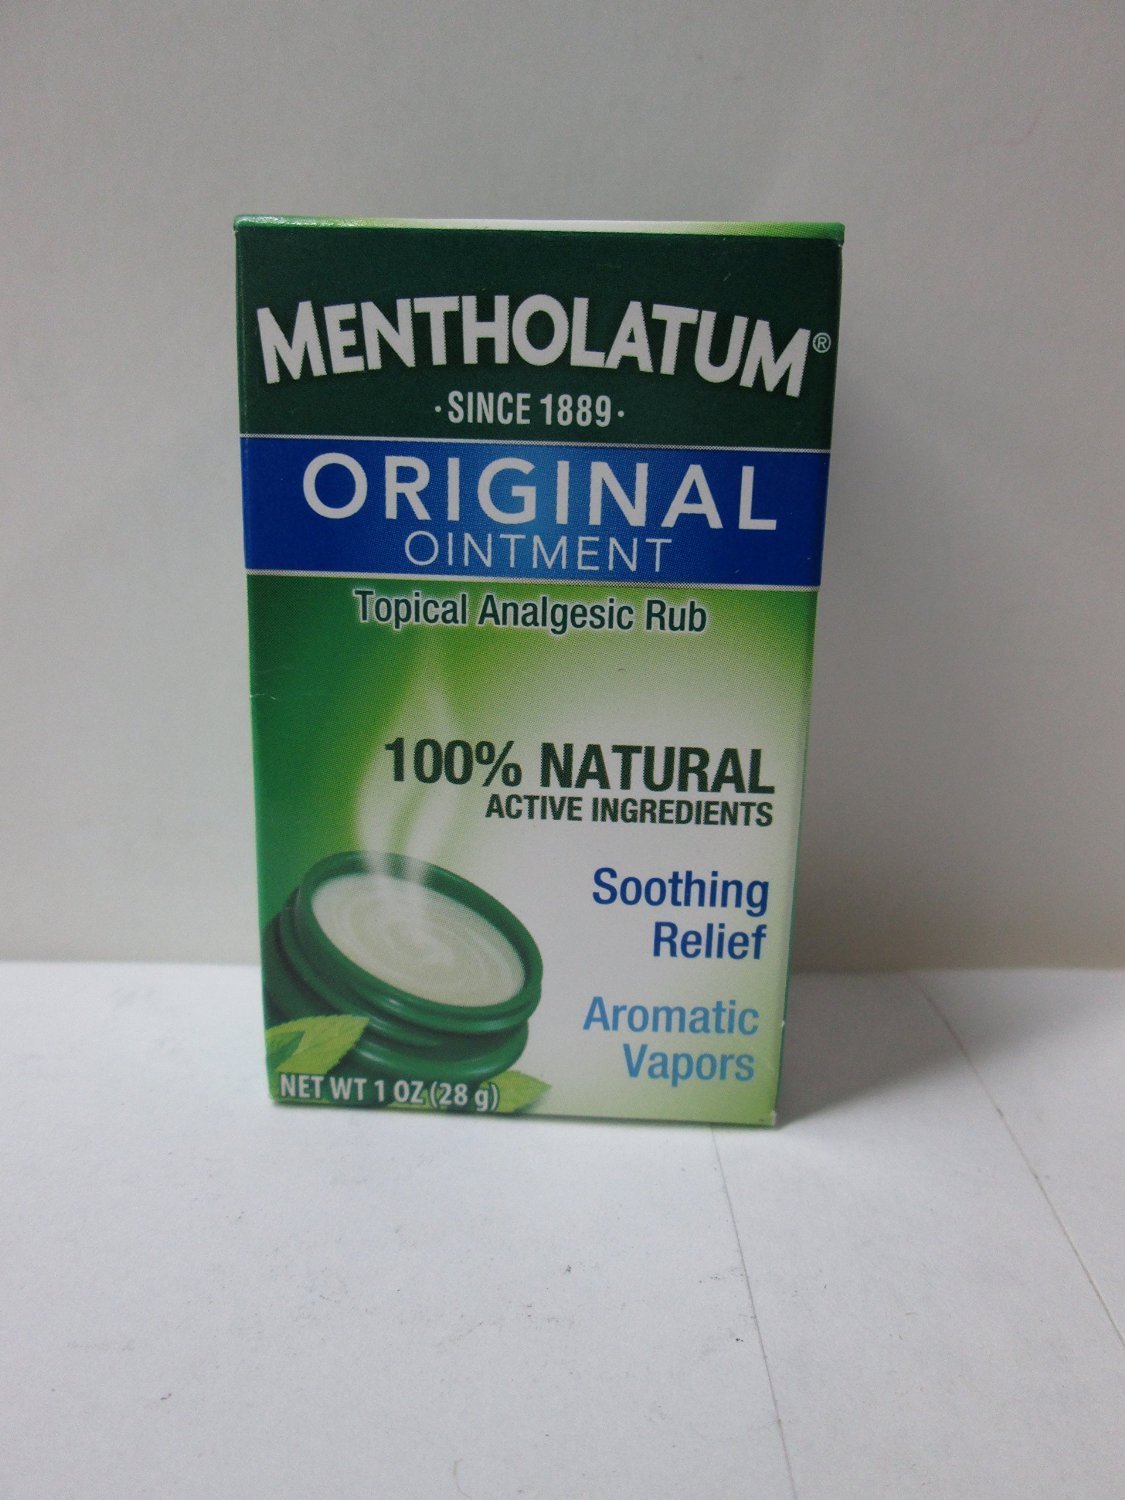 MENTHOLATUM®
·SINCE 1889·
ORIGINAL
OINTMENT
Topical Analgesic Rub
100% NATURAL
ACTIVE INGREDIENTS
Soothing
Relief
Aromatic
Vapors
NET WT 1 OZ (28 g)